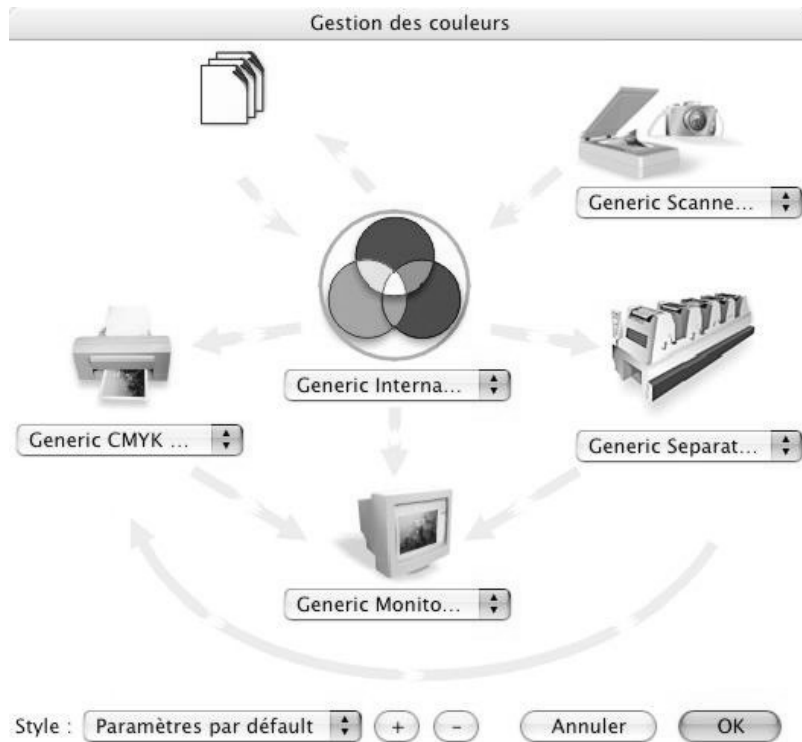 Gestion des couleurs
Generic Scanne...
Generic Interna...
Generic CMYK ...
Generic Separat...
Generic Monito...
Style : Paramètres par défaut + - Annuler OK